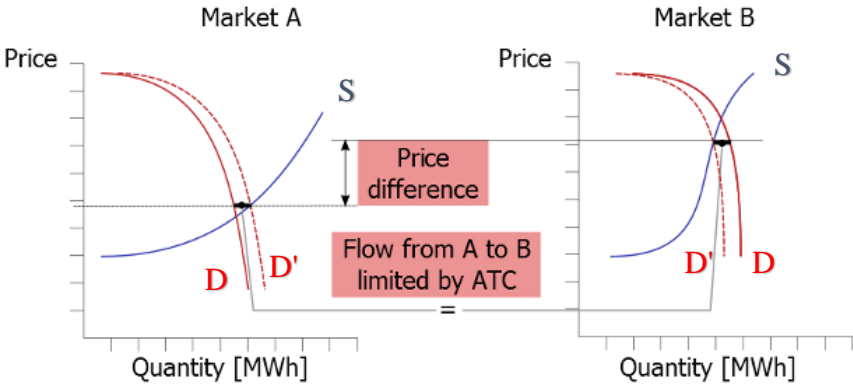 Market A
Market B
Price
Price
S
S
Price
difference
Flow from A to B
limited by ATC
D
D'
D'
D
=
Quantity [MWh]
Quantity [MWh]